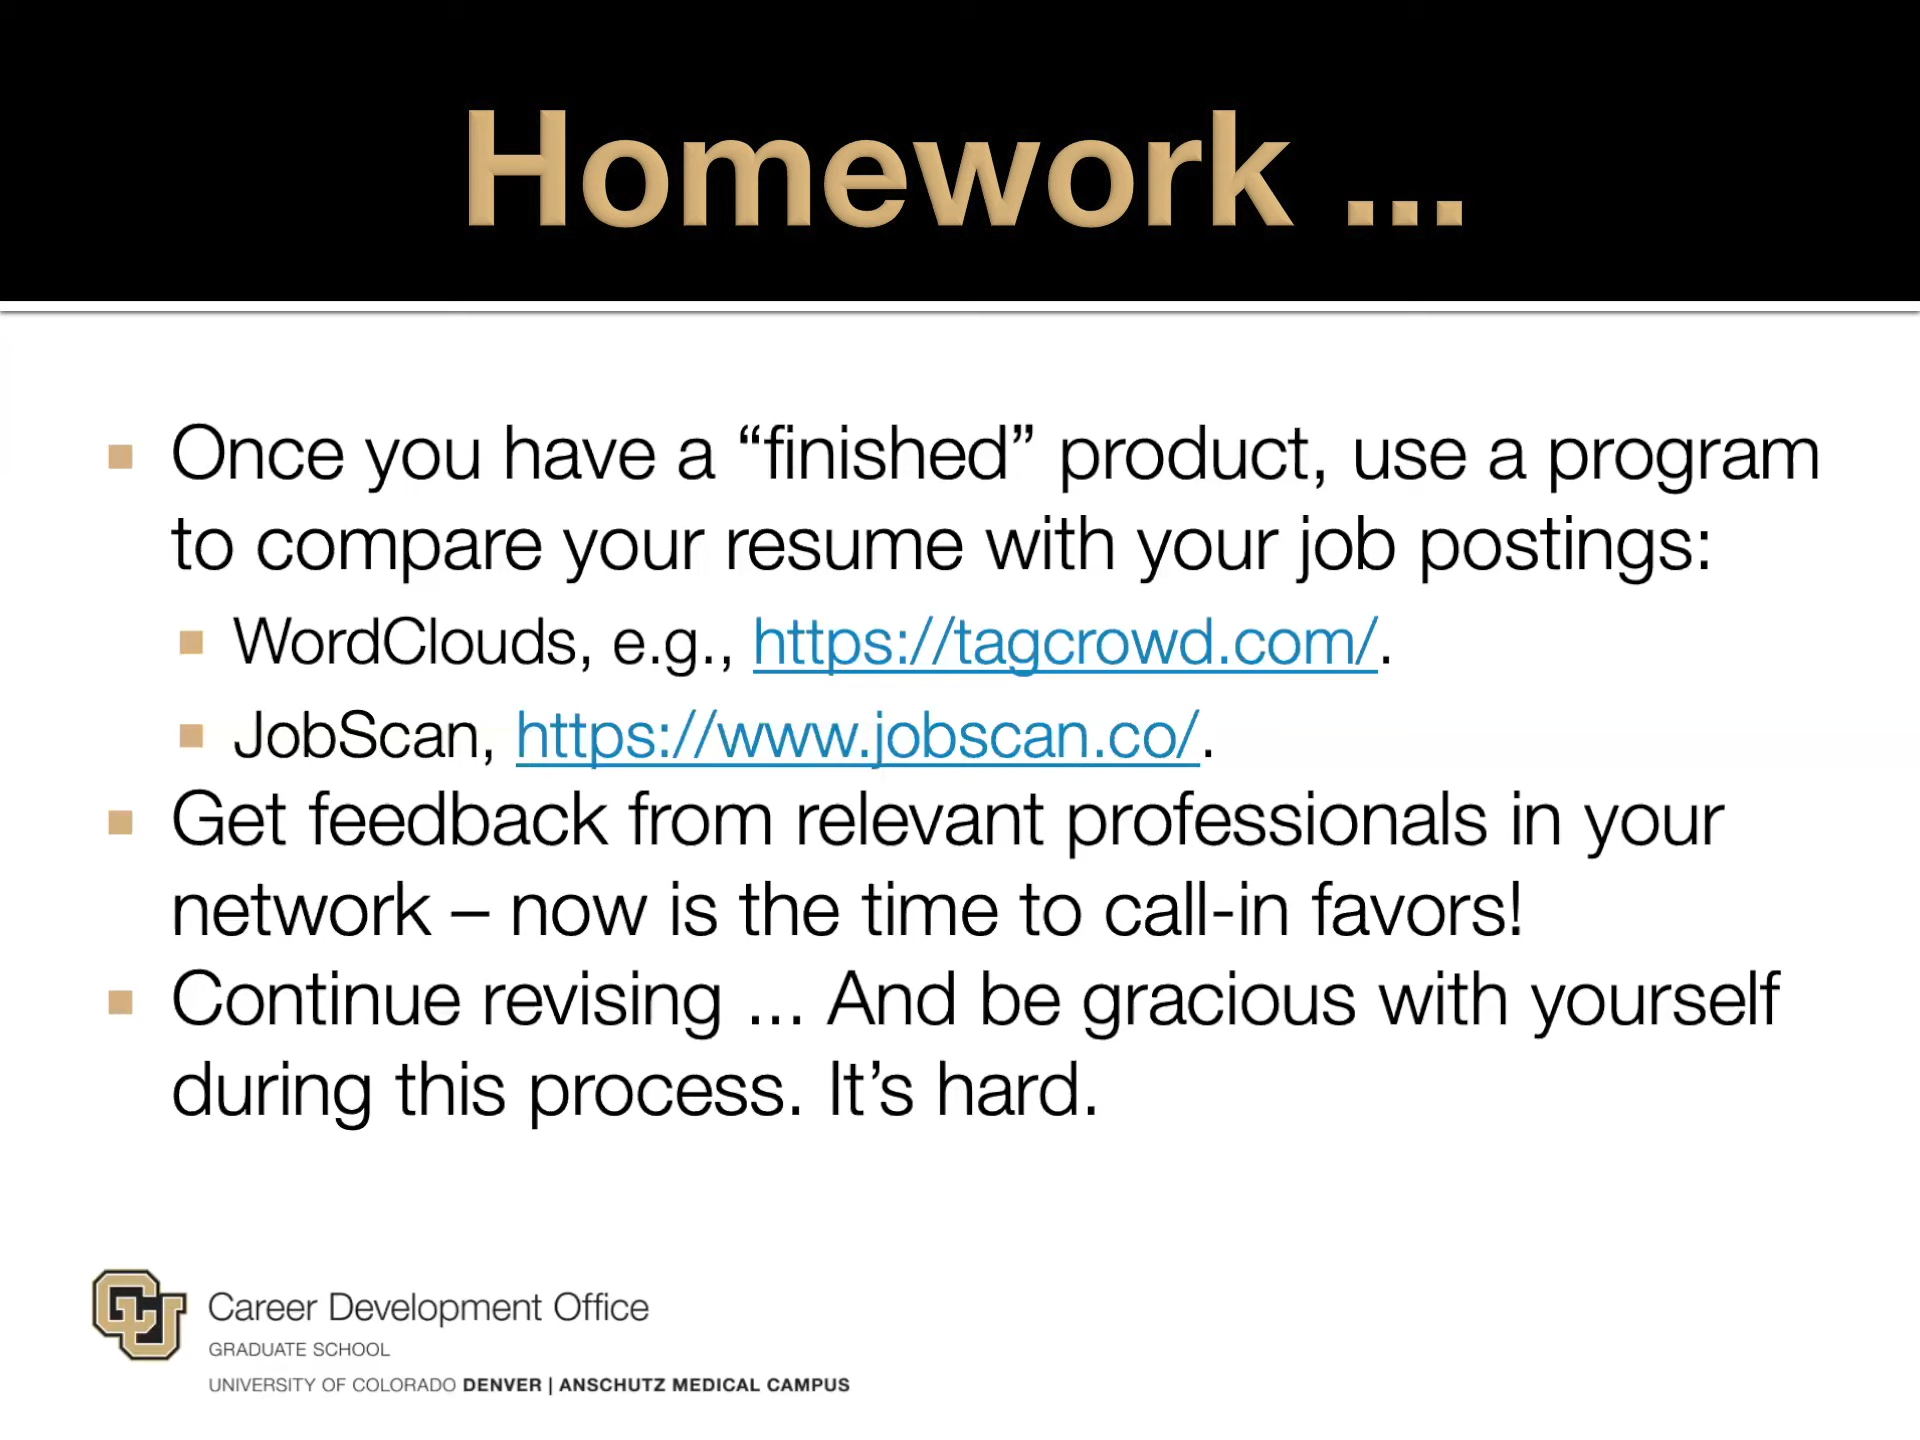 Homework ...
Once you have a “finished” product, use a program
to compare your resume with your job postings:
WordClouds, e.g., https://tagcrowd.com/.
JobScan, https://www.jobscan.co/.
Get feedback from relevant professionals in your
network – now is the time to call-in favors!
Continue revising ... And be gracious with yourself
during this process. It’s hard.
CU
Career Development Office
GRADUATE SCHOOL
UNIVERSITY OF COLORADO DENVER | ANSCHUTZ MEDICAL CAMPUS